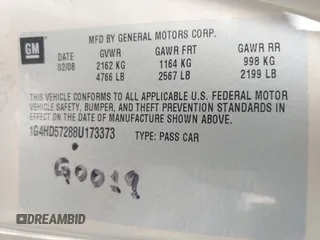 GM
MFD BY GENERAL MOTORS CORP.
DATE GVWR GAWR FRT GAWR RR
02/08 2162 KG 1164 KG 998 KG
4766 LB 2567 LB 2199 LB
THIS VEHICLE CONFORMS TO ALL APPLICABLE U.S. FEDERAL MOTOR
VEHICLE SAFETY, BUMPER, AND THEFT PREVENTION STANDARDS IN
EFFECT ON THE DATE OF MANUFACTURE SHOWN ABOVE.
1G4HD57288U173373 TYPE: PASS CAR
G0019
DREAMBID